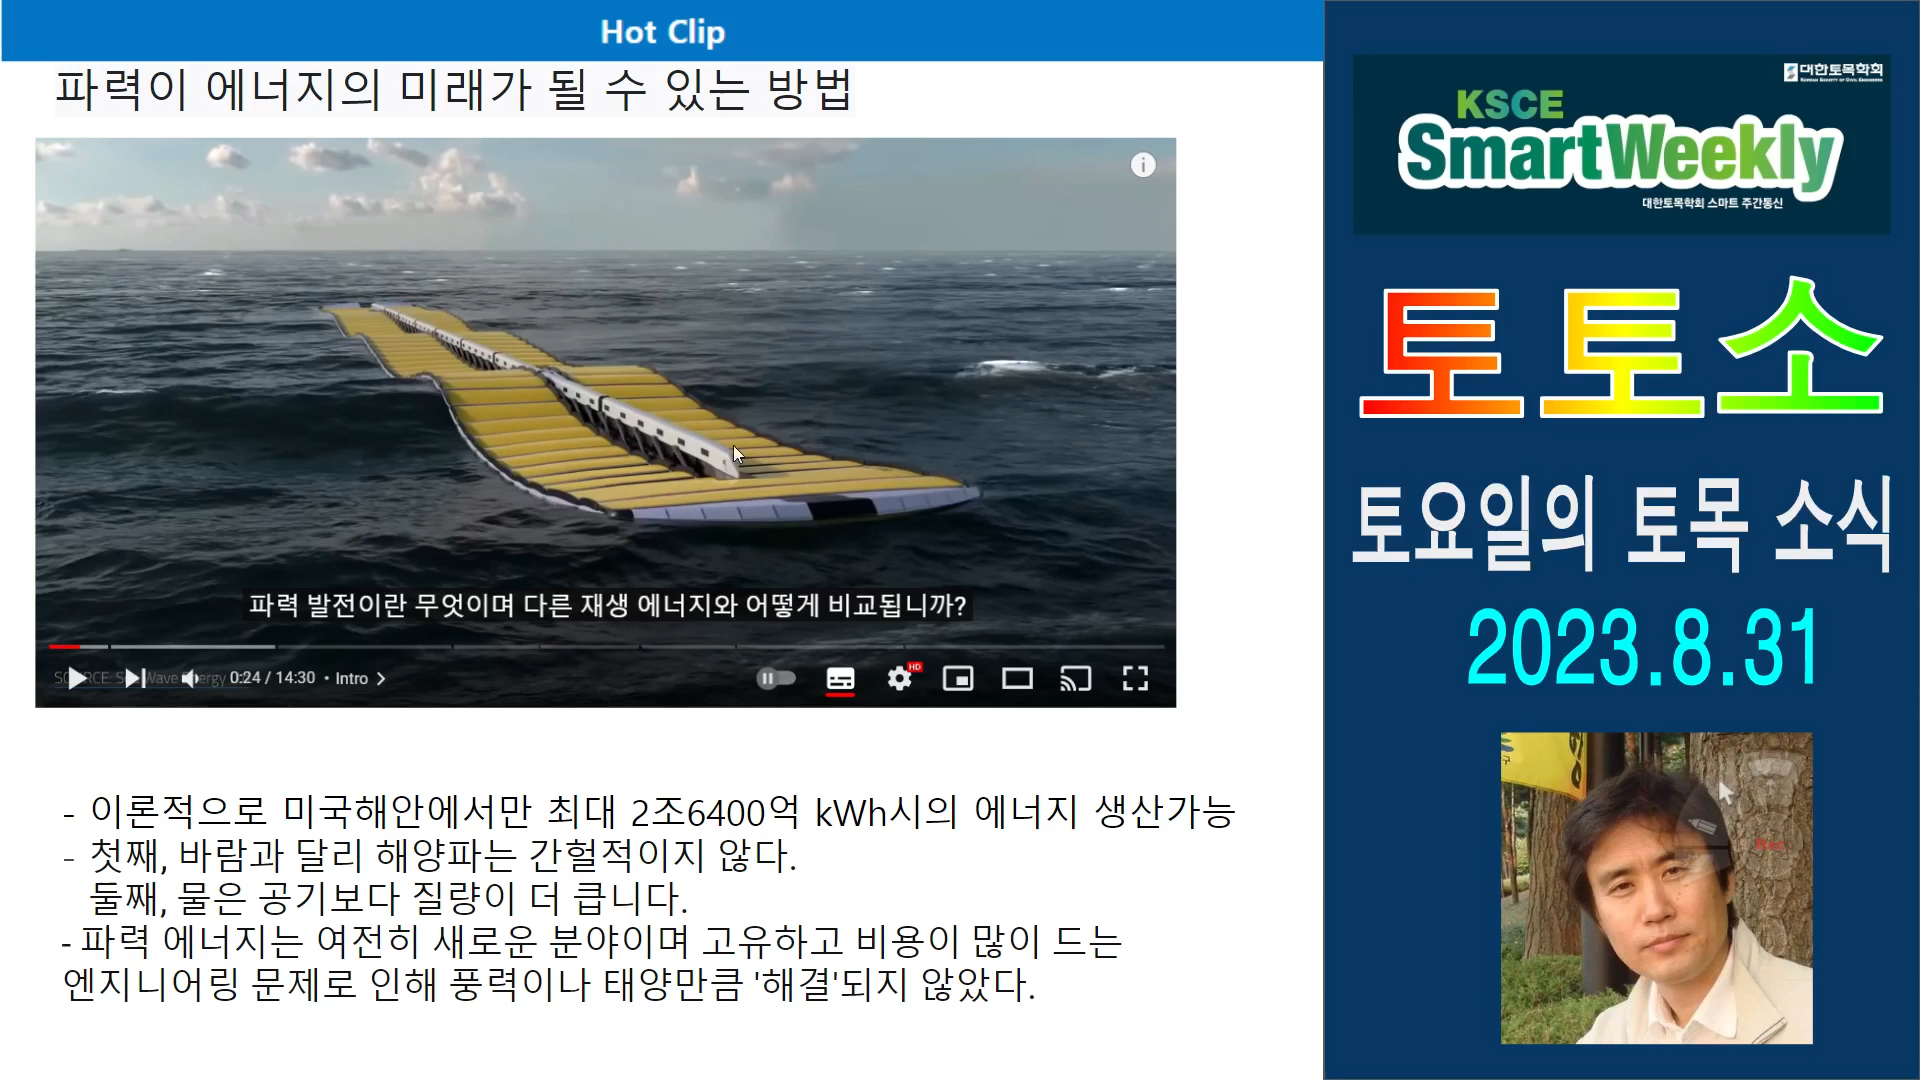 Hot Clip
파력이 에너지의 미래가 될 수 있는 방법
파력 발전이란 무엇이며 다른 재생 에너지와 어떻게 비교됩니까?
HD
0:24 / 14:30 • Intro
- 이론적으로 미국해안에서만 최대 2조6400억 kWh시의 에너지 생산가능
- 첫째, 바람과 달리 해양파는 간헐적이지 않다.
둘째, 물은 공기보다 질량이 더 큽니다.
- 파력 에너지는 여전히 새로운 분야이며 고유하고 비용이 많이 드는
엔지니어링 문제로 인해 풍력이나 태양만큼 '해결'되지 않았다.
대한토목학회
KSCE
SmartWeekly
대한토목학회 스마트 주간통신
토토소
토요일의 토목 소식
2023.8.31